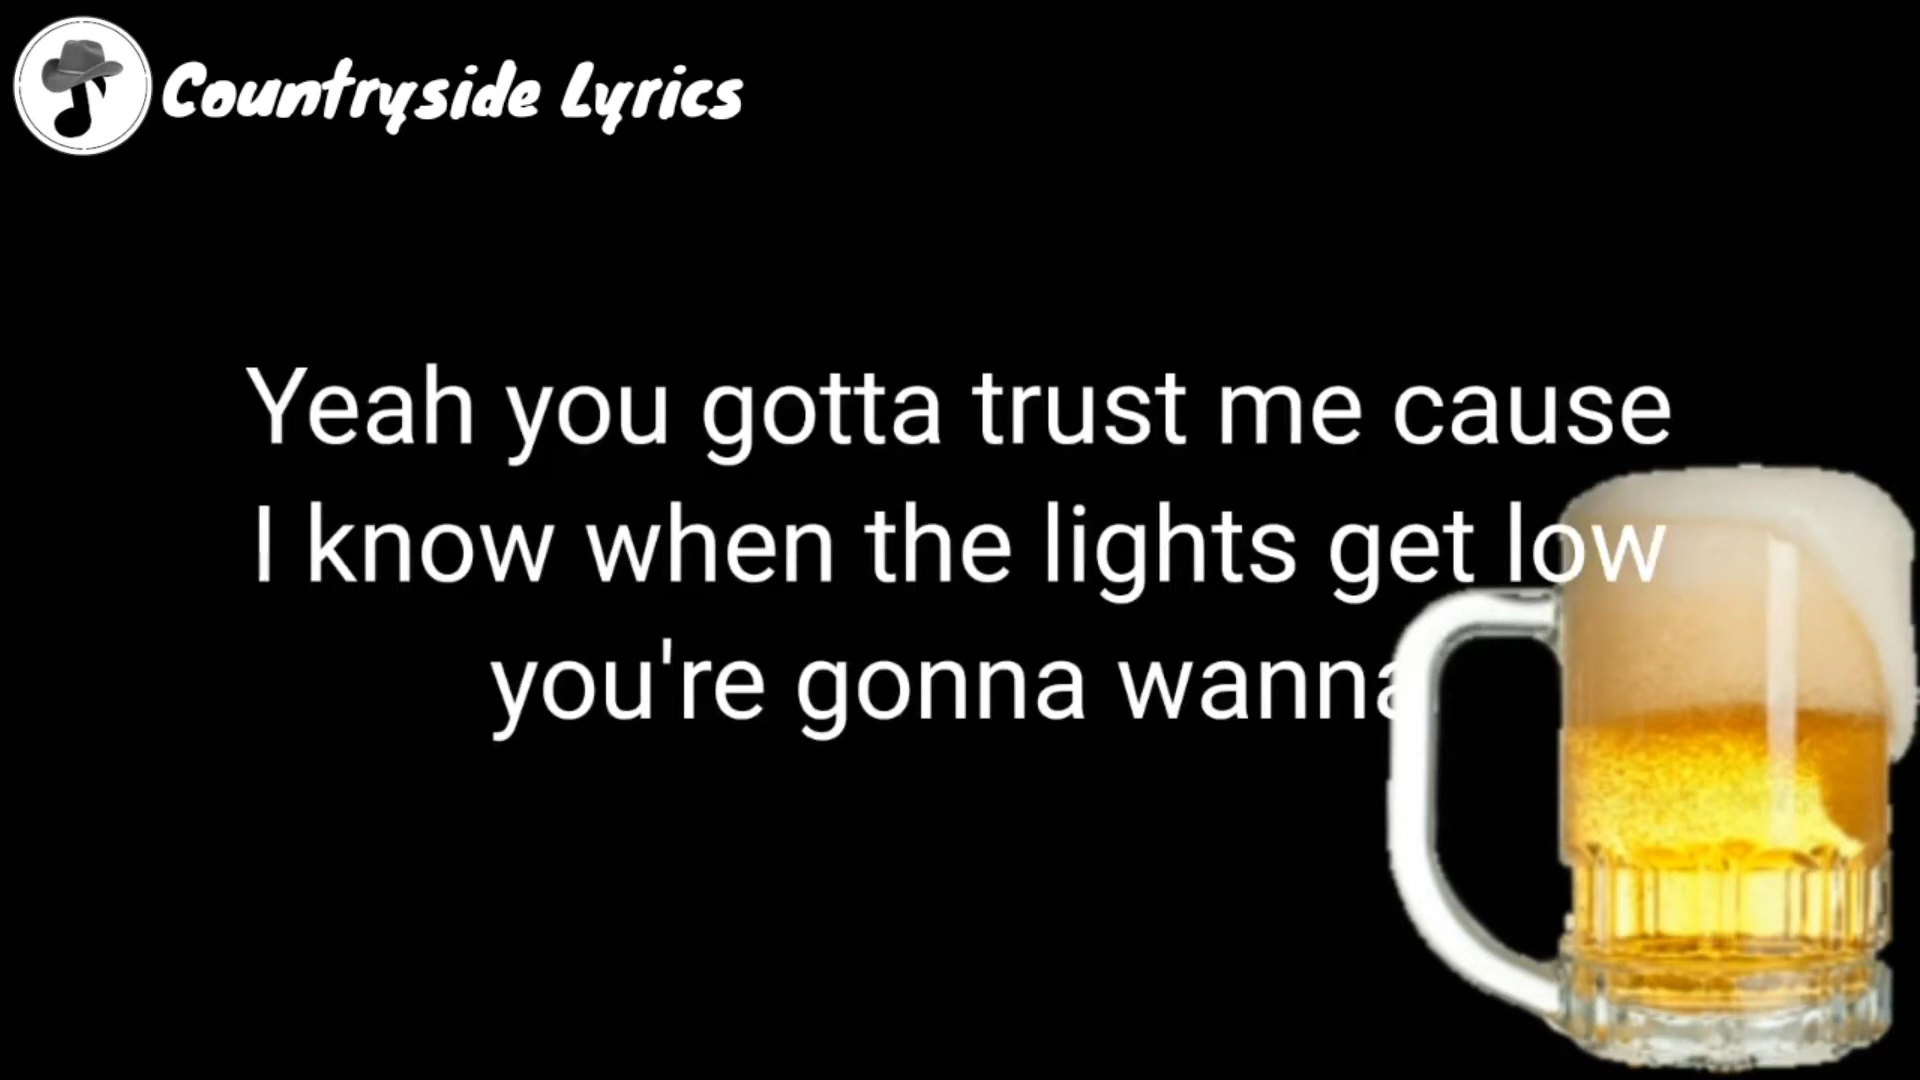 Countryside Lyrics
Yeah you gotta trust me cause
I know when the lights get low
you're gonna wanna